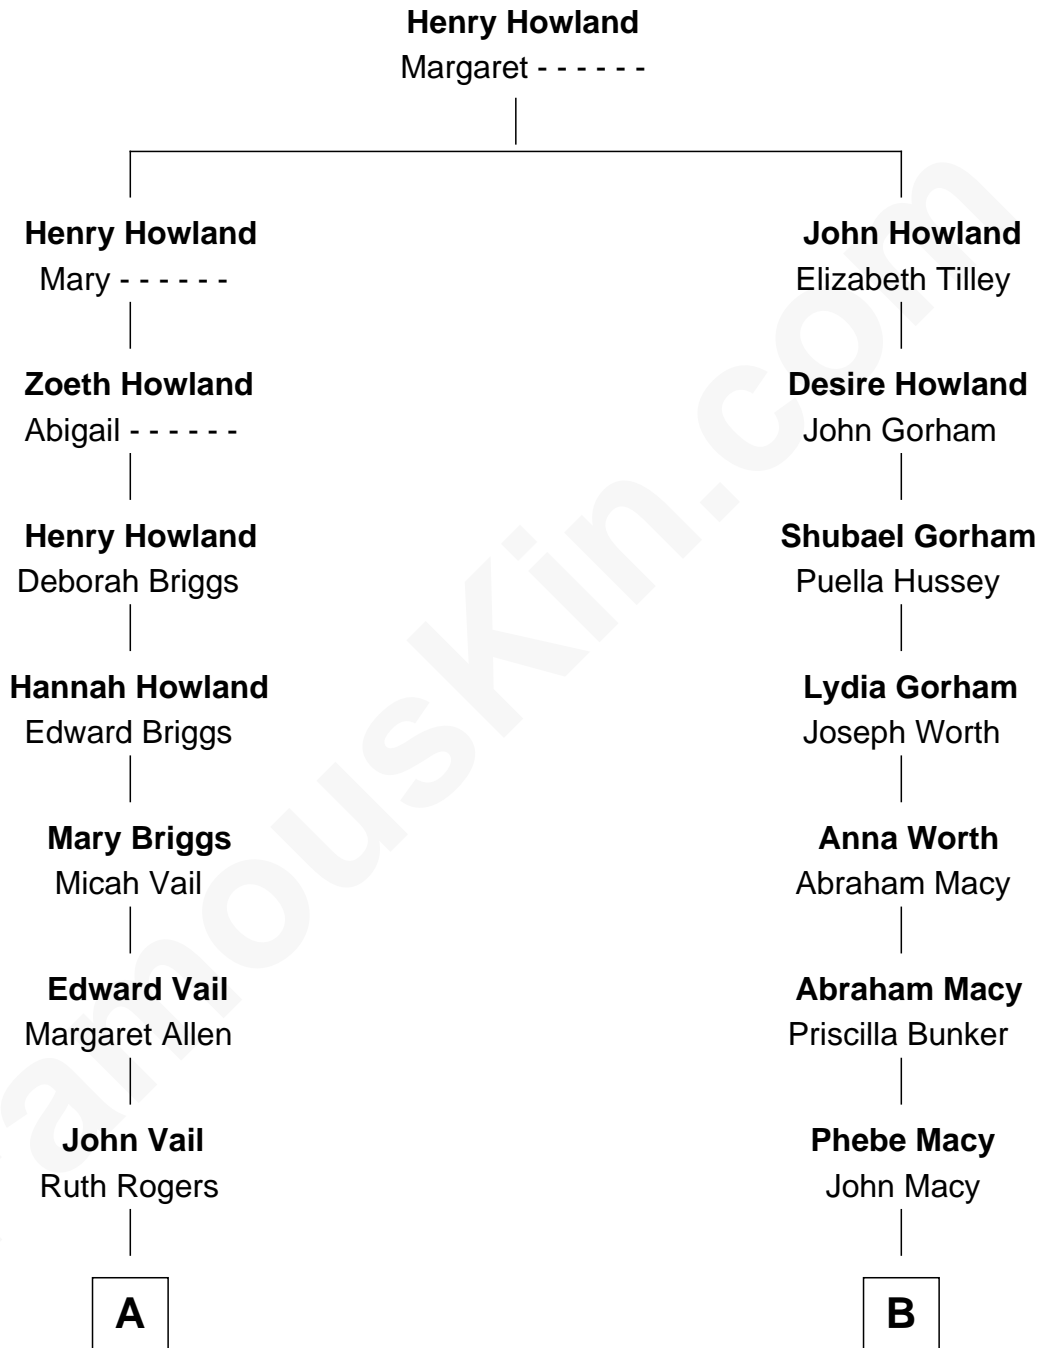 Henry Howland
Margaret - - - - - -
Henry Howland
Mary - - - - - -
John Howland
Elizabeth Tilley
Zoeth Howland
Abigail - - - - - -
Desire Howland
John Gorham
Henry Howland
Deborah Briggs
Shubael Gorham
Puella Hussey
Hannah Howland
Edward Briggs
Lydia Gorham
Joseph Worth
Mary Briggs
Micah Vail
Anna Worth
Abraham Macy
Edward Vail
Margaret Allen
Abraham Macy
Priscilla Bunker
John Vail
Ruth Rogers
Phebe Macy
John Macy
A
B
amouskin.com